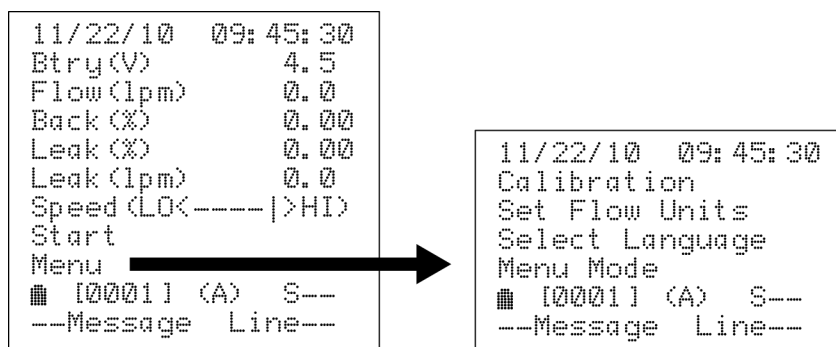 11/22/10 09:45:30
Btry(V) 4.5
Flow(lpm) 0.0
Back(%) 0.00
Leak(%) 0.00
Leak(lpm) 0.0
Speed(LO<----|>HI)
Start
Menu
[0001] (A) S--
--Message Line--
11/22/10 09:45:30
Calibration
Set Flow Units
Select Language
Menu Mode
[0001] (A) S--
--Message Line--